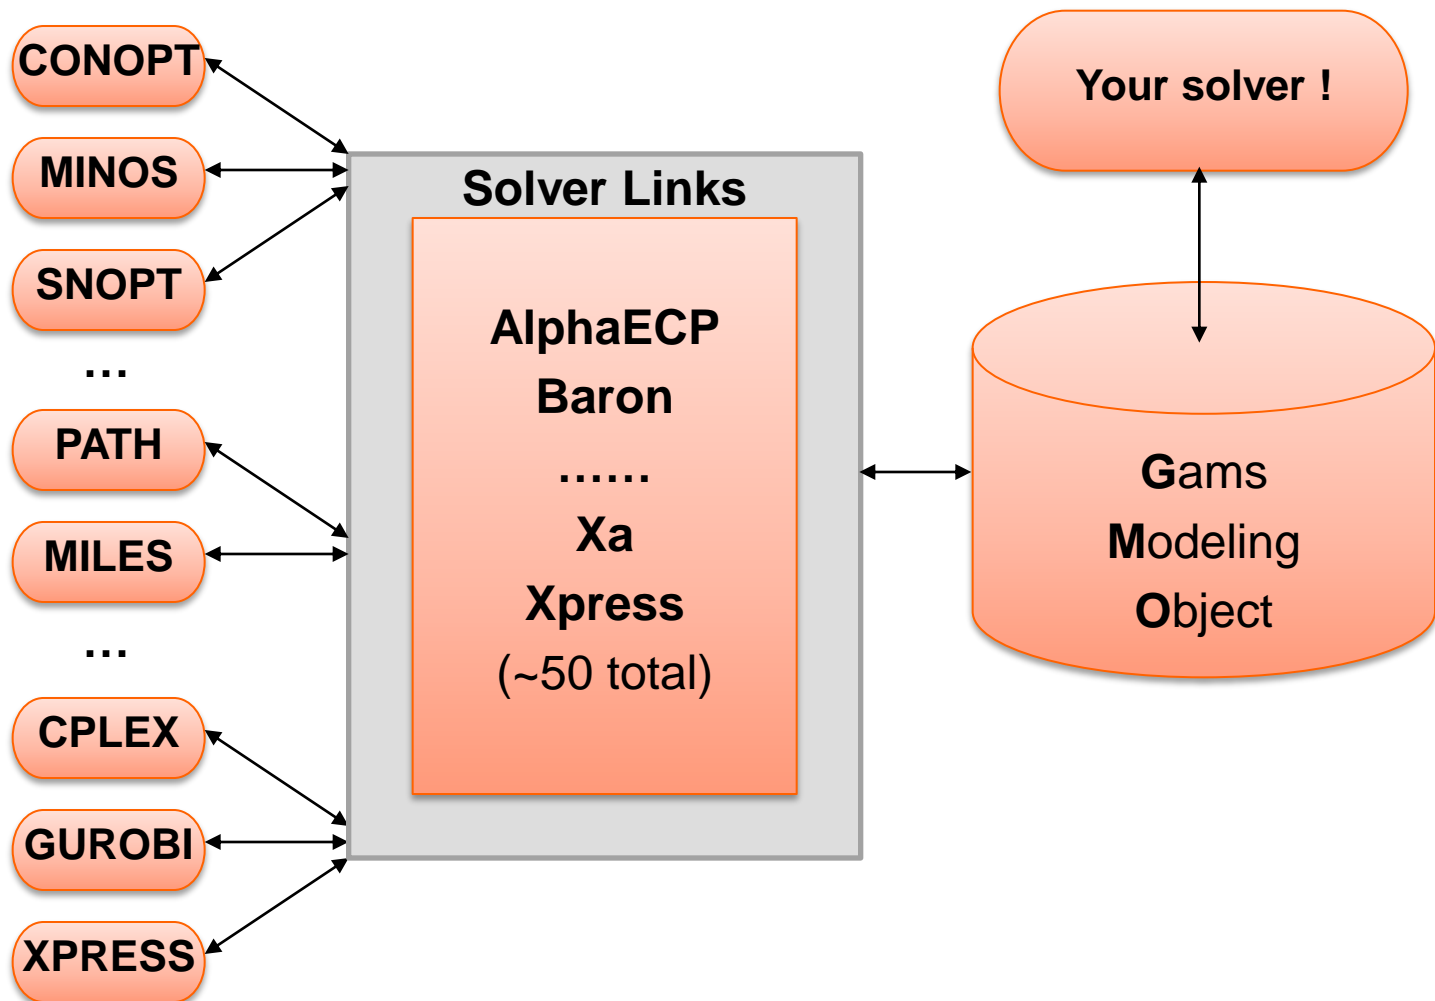 CONOPT
MINOS
SNOPT
...
PATH
MILES
...
CPLEX
GUROBI
XPRESS
Solver Links
AlphaECP
Baron
......
Xa
Xpress
(~50 total)
Your solver !
Gams
Modeling
Object